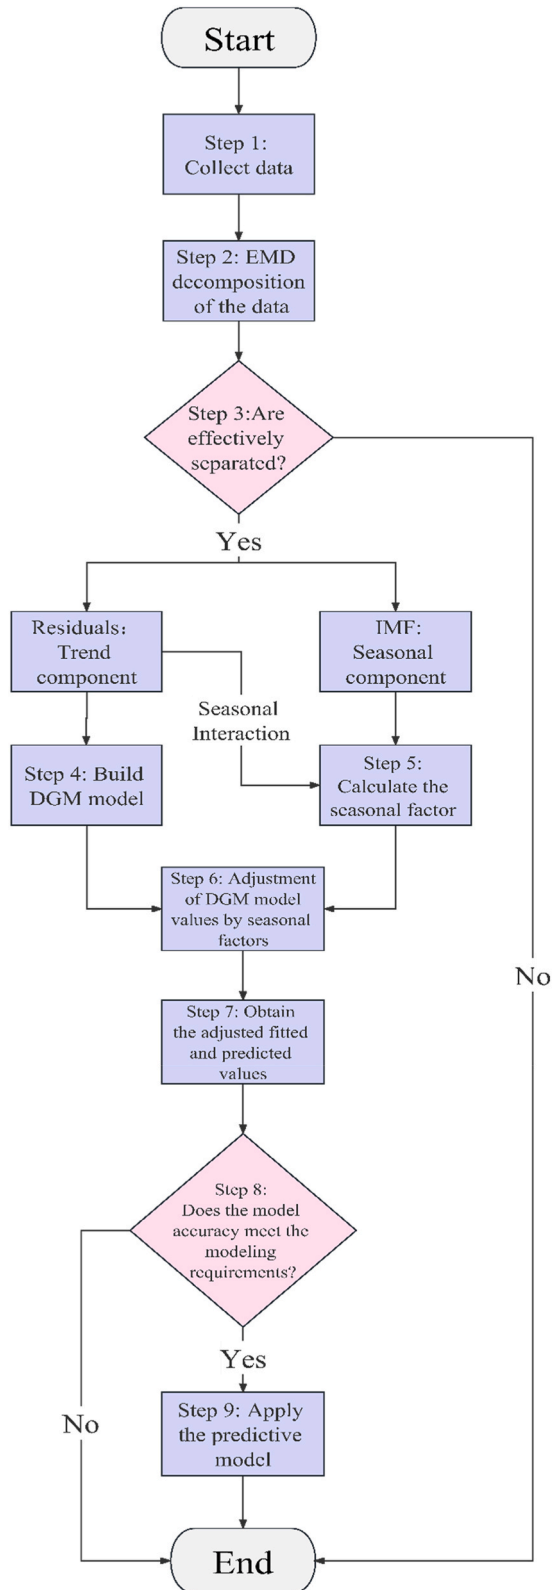 Start
Step 1:
Collect data
Step 2: EMD
decomposition
of the data
Step 3:Are
effectively
separated?
Yes
Residuals:
Trend
component
IMF:
Seasonal
component
Seasonal
Interaction
Step 4: Build
DGM model
Step 5:
Calculate the
seasonal factor
Step 6: Adjustment
of DGM model
values by seasonal
factors
No
Step 7: Obtain
the adjusted fitted
and predicted
values
Step 8:
Does the model
accuracy meet the
modeling
requirements?
Yes
No
Step 9: Apply
the predictive
model
End